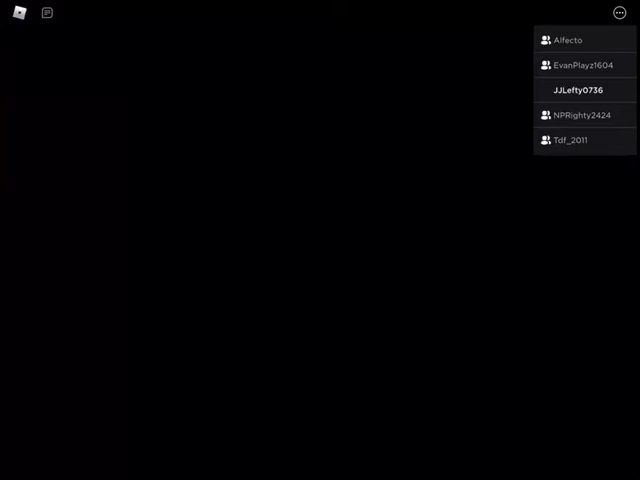 Alfecto
EvanPlayz1604
JJLefty0736
NPRighty2424
Tdf_2011